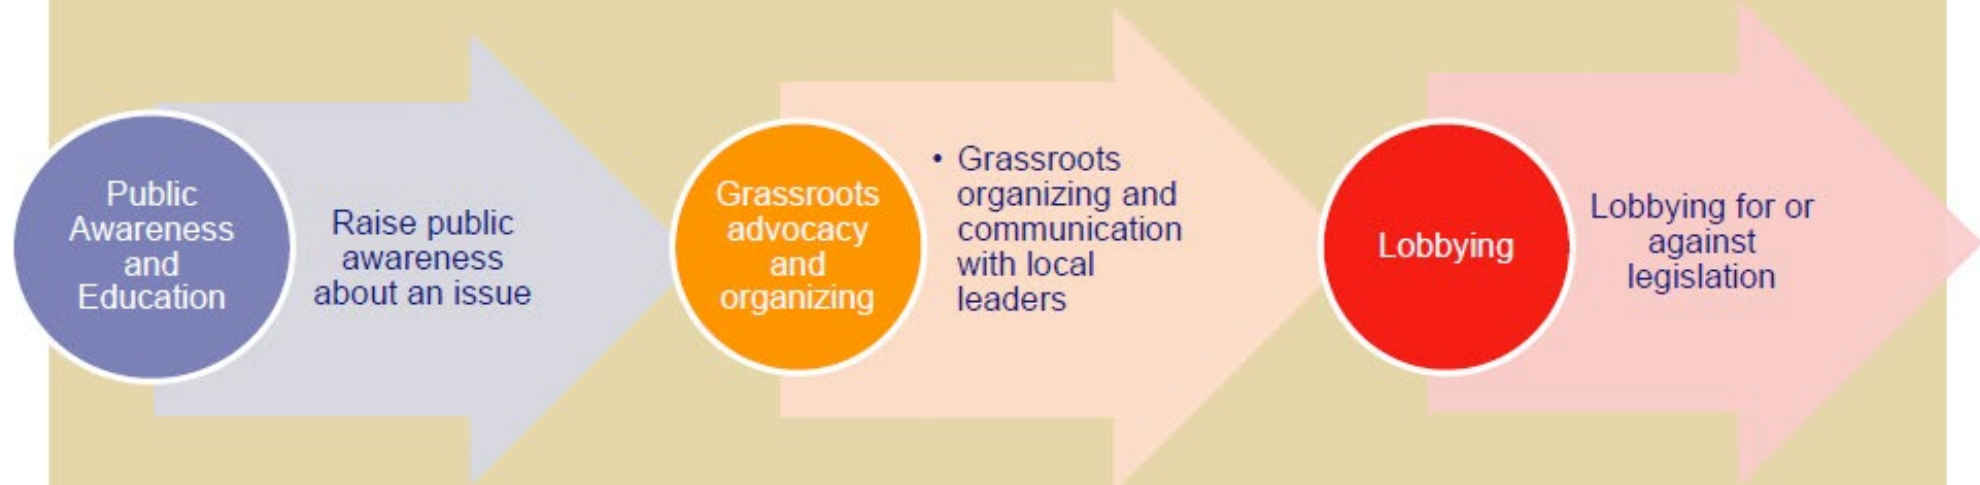 Public
Awareness
and
Education
Raise public
awareness
about an issue
Grassroots
advocacy
and
organizing
• Grassroots
organizing and
communication
with local
leaders
Lobbying
Lobbying for or
against
legislation